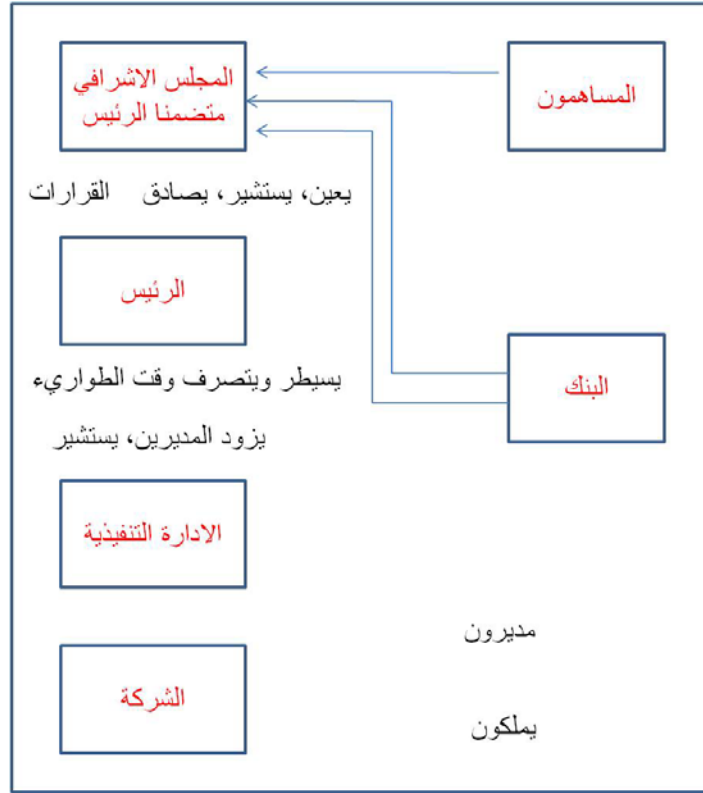 المساهمون
المجلس الاشرافي
متضمنا الرئيس
يعين، يستشير، يصادق القرارات
الرئيس
البنك
يسيطر ويتصرف وقت الطواريء
يزود المديرين، يستشير
الادارة التنفيذية
مديرون
الشركة
يملكون